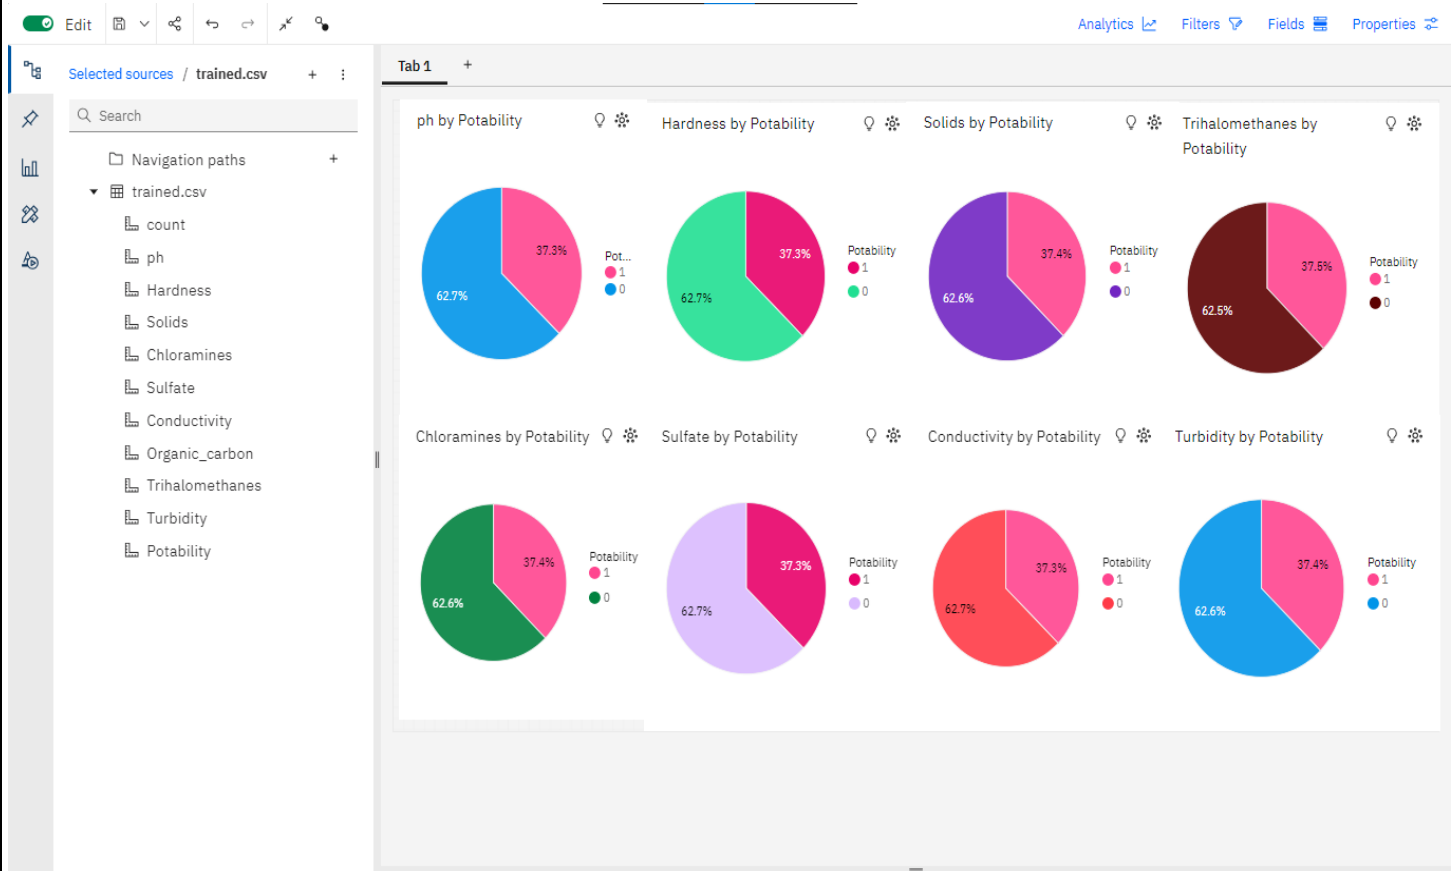 Edit
Analytics
Filters
Fields
Properties
Selected sources / trained.csv
Search
Navigation paths
trained.csv
count
ph
Hardness
Solids
Chloramines
Sulfate
Conductivity
Organic_carbon
Trihalomethanes
Turbidity
Potability
Tab 1
ph by Potability
37.3%
62.7%
Pot...
1
0
Hardness by Potability
37.3%
62.7%
Potability
1
0
Solids by Potability
37.4%
62.6%
Potability
1
0
Trihalomethanes by
Potability
37.5%
62.5%
Potability
1
0
Chloramines by Potability
37.4%
62.6%
Potability
1
0
Sulfate by Potability
37.3%
62.7%
Potability
1
0
Conductivity by Potability
37.3%
62.7%
Potability
1
0
Turbidity by Potability
37.4%
62.6%
Potability
1
0